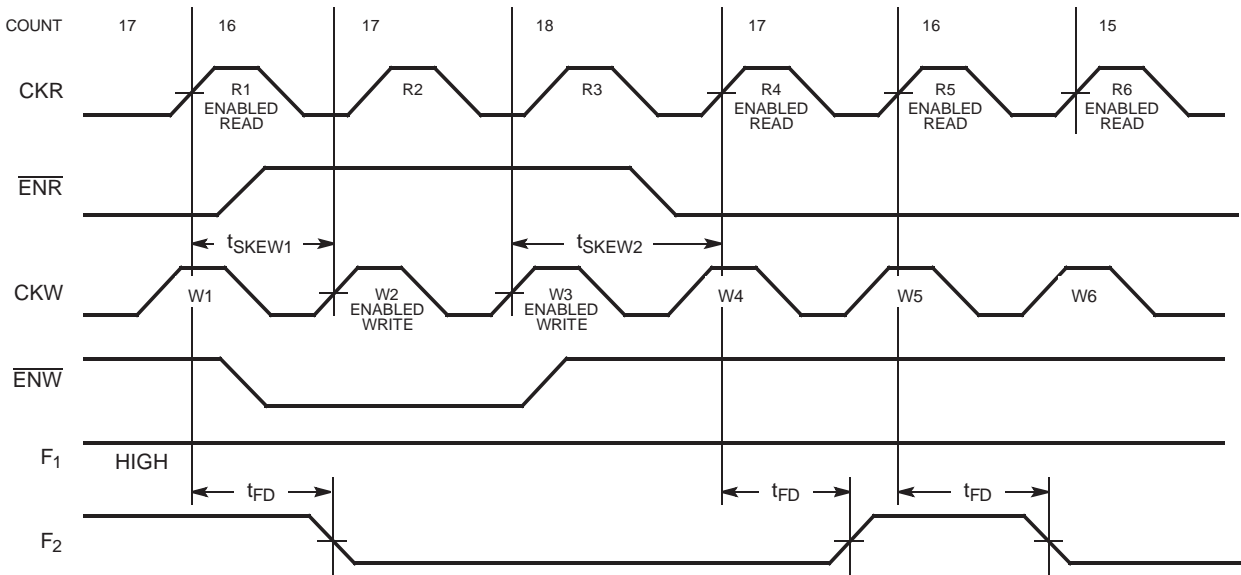 COUNT 17 16 17 18 17 16 15
CKR R1 R2 R3 R4 R5 R6
ENABLED READ ENABLED READ ENABLED READ ENABLED READ
ENR
tSKEW1 tSKEW2
CKW W1 W2 W3 W4 W5 W6
ENABLED WRITE ENABLED WRITE
ENW
F1 HIGH
tFD tFD tFD
F2